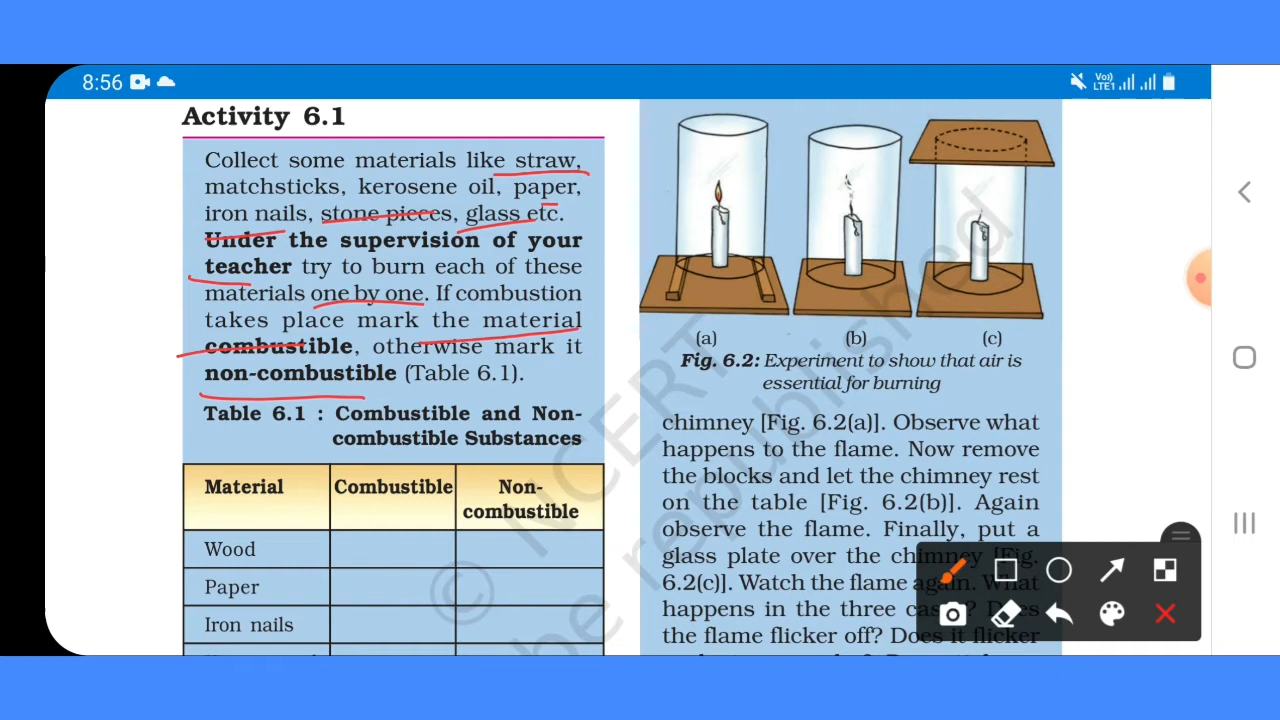 8:56
Vo))
LTE1
Activity 6.1
Collect some materials like straw,
matchsticks, kerosene oil, paper,
iron nails, stone pieces, glass etc.
Under the supervision of your
teacher try to burn each of these
materials one by one. If combustion
takes place mark the material
combustible, otherwise mark it
non-combustible (Table 6.1).
Table 6.1 : Combustible and Non-
combustible Substances
Material Combustible Non-
combustible
Wood
Paper
Iron nails
(a) (b) (c)
Fig. 6.2: Experiment to show that air is
essential for burning
chimney [Fig. 6.2(a)]. Observe what
happens to the flame. Now remove
the blocks and let the chimney rest
on the table [Fig. 6.2(b)]. Again
observe the flame. Finally, put a
glass plate over the chimney [Fig.
6.2(c)]. Watch the flame again. What
happens in the three cas ? Does
the flame flicker off? Does it flicker
© NCERT
be republished